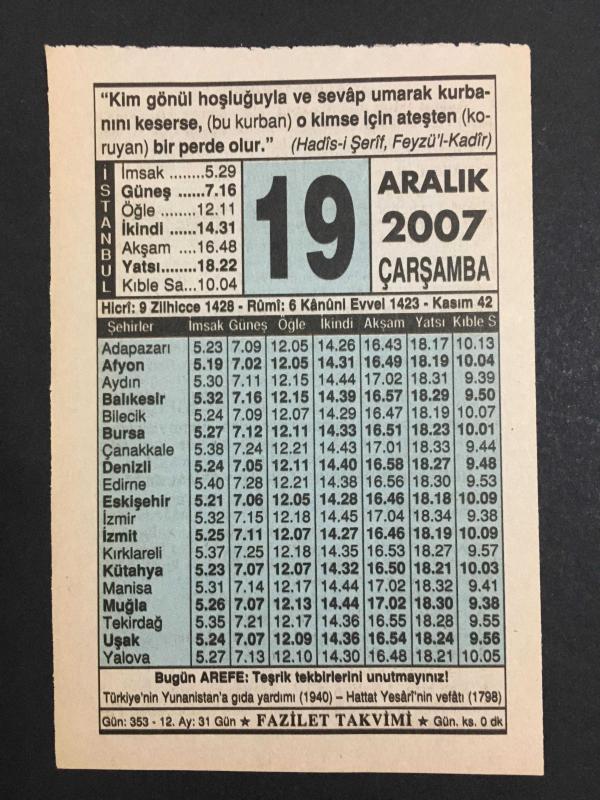 “Kim gönül hoşluğuyla ve sevâp umarak kurba-
nını keserse, (bu kurban) o kimse için ateşten (ko-
ruyan) bir perde olur.” (Hadîs-i Şerîf, Feyzü'l-Kadîr)
İSTANBUL
İmsak ........5.29
Güneş ......7.16
Öğle ........12.11
İkindi ......14.31
Akşam ....16.48
Yatsı........18.22
Kıble Sa...10.04
19
ARALIK
2007
ÇARŞAMBA
Hicrî: 9 Zilhicce 1428 - Rûmî: 6 Kânûni Evvel 1423 - Kasım 42
Şehirler İmsak Güneş Öğle İkindi Akşam Yatsı Kıble S
Adapazarı 5.23 7.09 12.05 14.26 16.43 18.17 10.13
Afyon 5.19 7.02 12.05 14.31 16.49 18.19 10.04
Aydın 5.30 7.11 12.15 14.44 17.02 18.31 9.39
Balıkesir 5.32 7.16 12.15 14.39 16.57 18.29 9.50
Bilecik 5.24 7.09 12.07 14.29 16.47 18.19 10.07
Bursa 5.27 7.12 12.11 14.33 16.51 18.23 10.01
Çanakkale 5.38 7.24 12.21 14.43 17.01 18.33 9.44
Denizli 5.24 7.05 12.11 14.40 16.58 18.27 9.48
Edirne 5.40 7.28 12.21 14.38 16.56 18.30 9.53
Eskişehir 5.21 7.06 12.05 14.28 16.46 18.18 10.09
İzmir 5.32 7.15 12.18 14.45 17.04 18.34 9.38
İzmit 5.25 7.11 12.07 14.27 16.46 18.19 10.09
Kırklareli 5.37 7.25 12.18 14.35 16.53 18.27 9.57
Kütahya 5.23 7.07 12.07 14.32 16.50 18.21 10.03
Manisa 5.31 7.14 12.17 14.44 17.02 18.32 9.41
Muğla 5.26 7.07 12.13 14.44 17.02 18.30 9.38
Tekirdağ 5.35 7.21 12.17 14.36 16.55 18.28 9.55
Uşak 5.24 7.07 12.09 14.36 16.54 18.24 9.56
Yalova 5.27 7.13 12.10 14.30 16.48 18.21 10.05
Bugün AREFE: Teşrik tekbirlerini unutmayınız!
Türkiye'nin Yunanistan'a gıda yardımı (1940) – Hattat Yesârî'nin vefâtı (1798)
Gün: 353 - 12. Ay: 31 Gün ★ FAZİLET TAKVİMİ ★ Gün. ks. 0 dk